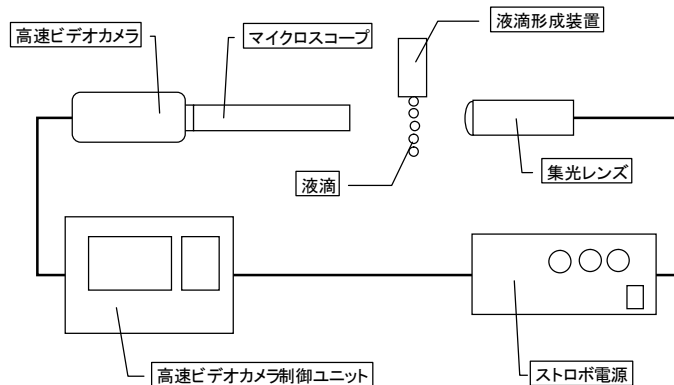 液滴形成装置
高速ビデオカメラ
マイクロスコープ
集光レンズ
液滴
高速ビデオカメラ制御ユニット
ストロボ電源